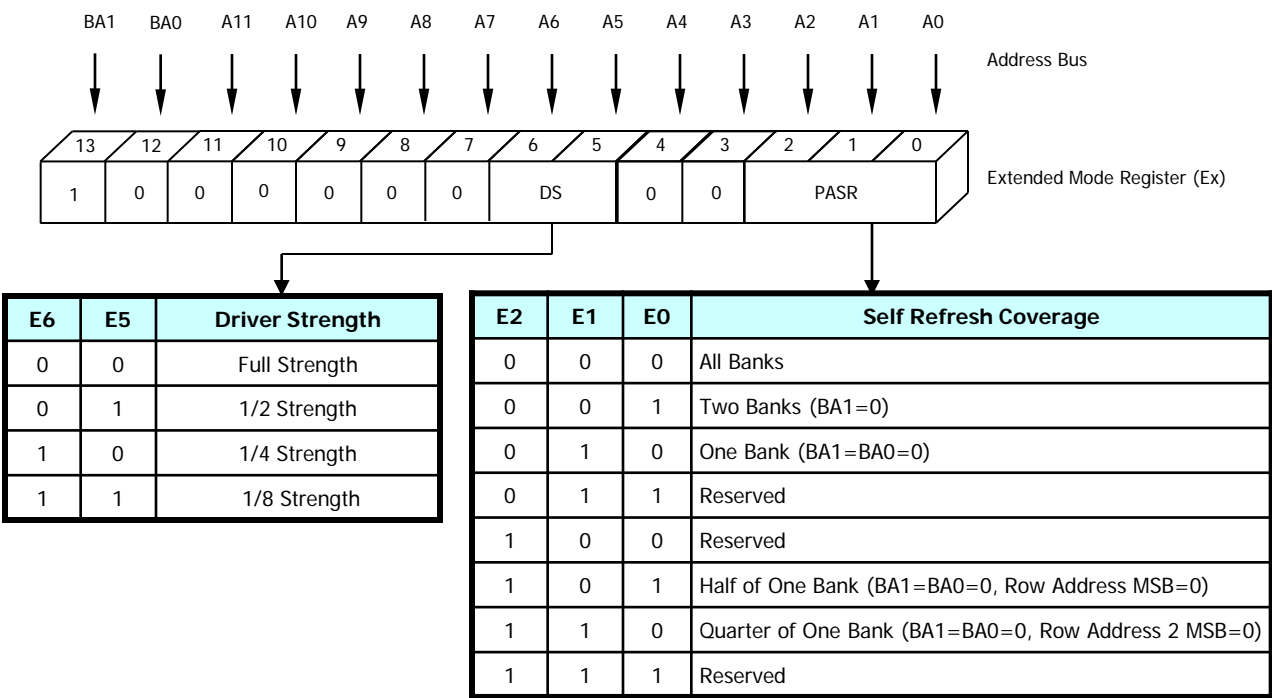 BA1 BA0 A11 A10 A9 A8 A7 A6 A5 A4 A3 A2 A1 A0
Address Bus
13 12 11 10 9 8 7 6 5 4 3 2 1 0
1 0 0 0 0 0 0 DS 0 0 PASR
Extended Mode Register (Ex)
E6 E5 Driver Strength
0 0 Full Strength
0 1 1/2 Strength
1 0 1/4 Strength
1 1 1/8 Strength
E2 E1 E0 Self Refresh Coverage
0 0 0 All Banks
0 0 1 Two Banks (BA1=0)
0 1 0 One Bank (BA1=BA0=0)
0 1 1 Reserved
1 0 0 Reserved
1 0 1 Half of One Bank (BA1=BA0=0, Row Address MSB=0)
1 1 0 Quarter of One Bank (BA1=BA0=0, Row Address 2 MSB=0)
1 1 1 Reserved